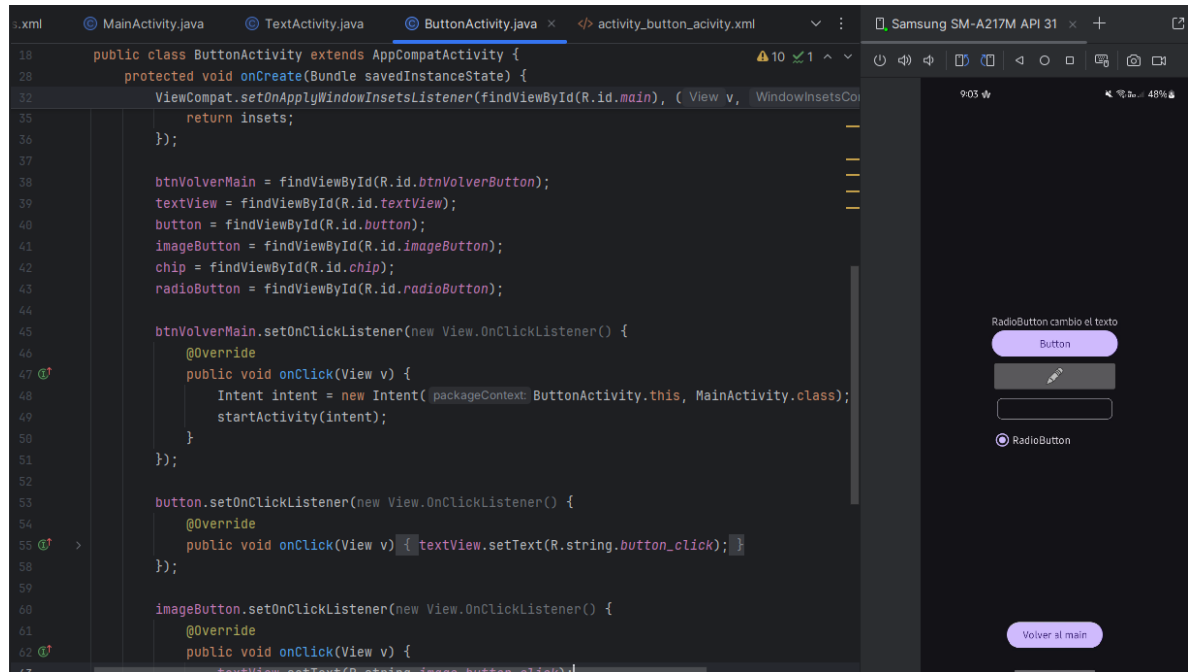 s.xml MainActivity.java TextActivity.java ButtonActivity.java activity_button_acivity.xml
18 public class ButtonActivity extends AppCompatActivity { 10 1
28 protected void onCreate(Bundle savedInstanceState) {
32 ViewCompat.setOnApplyWindowInsetsListener(findViewById(R.id.main), ( View v, WindowInsetsCo
35 return insets;
36 });
37
38 btnVolverMain = findViewById(R.id.btnVolverButton);
39 textView = findViewById(R.id.textView);
40 button = findViewById(R.id.button);
41 imageButton = findViewById(R.id.imageButton);
42 chip = findViewById(R.id.chip);
43 radioButton = findViewById(R.id.radioButton);
44
45 btnVolverMain.setOnClickListener(new View.OnClickListener() {
46 @Override
47 public void onClick(View v) {
48 Intent intent = new Intent( packageContext: ButtonActivity.this, MainActivity.class);
49 startActivity(intent);
50 }
51 });
52
53 button.setOnClickListener(new View.OnClickListener() {
54 @Override
55 public void onClick(View v) { textView.setText(R.string.button_click); }
58 });
59
60 imageButton.setOnClickListener(new View.OnClickListener() {
61 @Override
62 public void onClick(View v) {
63 textView.setText(R.string.image_button_click);
Samsung SM-A217M API 31
9:03 48%
RadioButton cambio el texto
Button
RadioButton
Volver al main